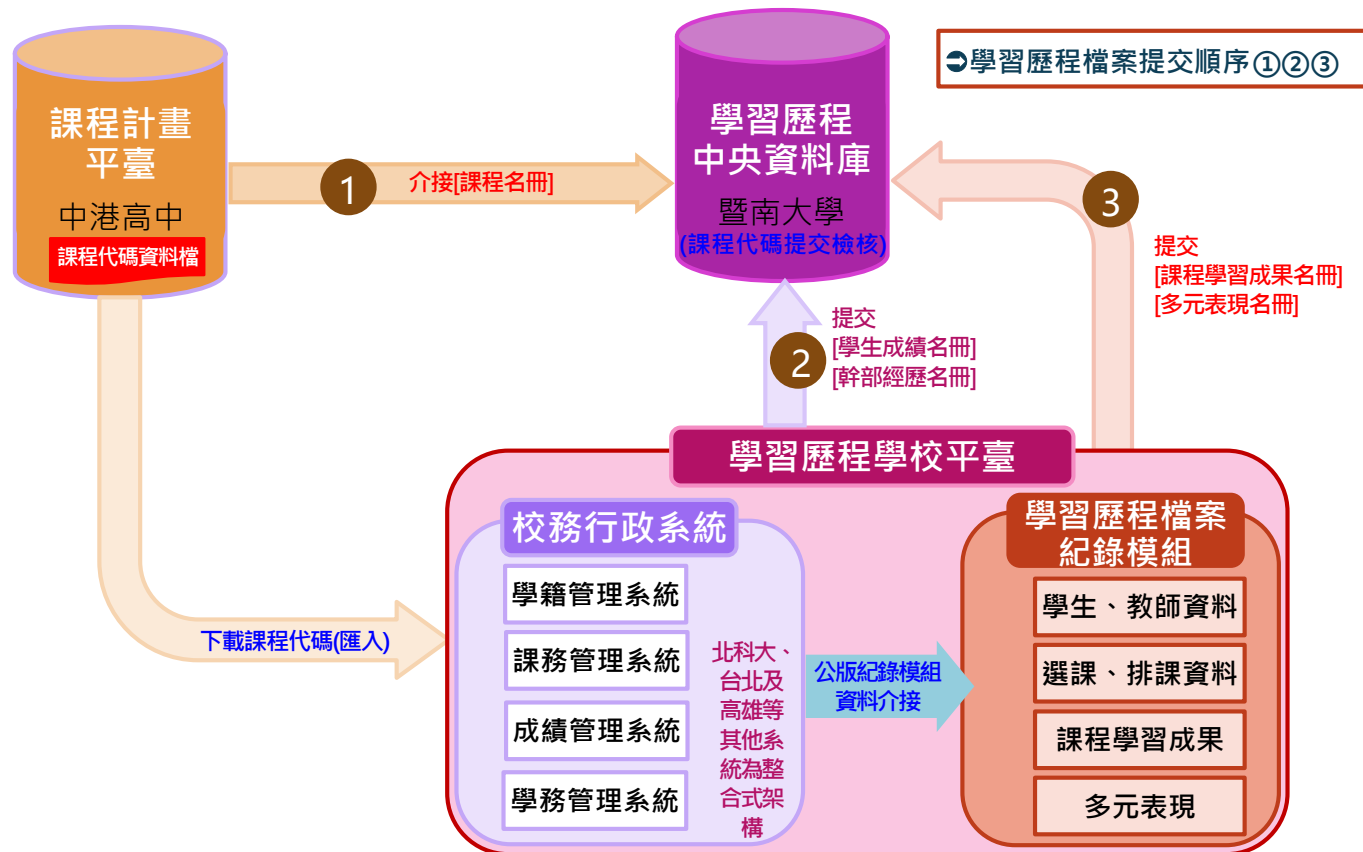 ➲學習歷程檔案提交順序①②③
課程計畫
平臺
中港高中
課程代碼資料檔
1
介接[課程名冊]
學習歷程
中央資料庫
暨南大學
(課程代碼提交檢核)
3
提交
[課程學習成果名冊]
[多元表現名冊]
2
提交
[學生成績名冊]
[幹部經歷名冊]
下載課程代碼(匯入)
學習歷程學校平臺
校務行政系統
學籍管理系統
課務管理系統
成績管理系統
學務管理系統
北科大、
台北及
高雄等
其他系
統為整
合式架
構
公版紀錄模組
資料介接
學習歷程檔案
紀錄模組
學生、教師資料
選課、排課資料
課程學習成果
多元表現